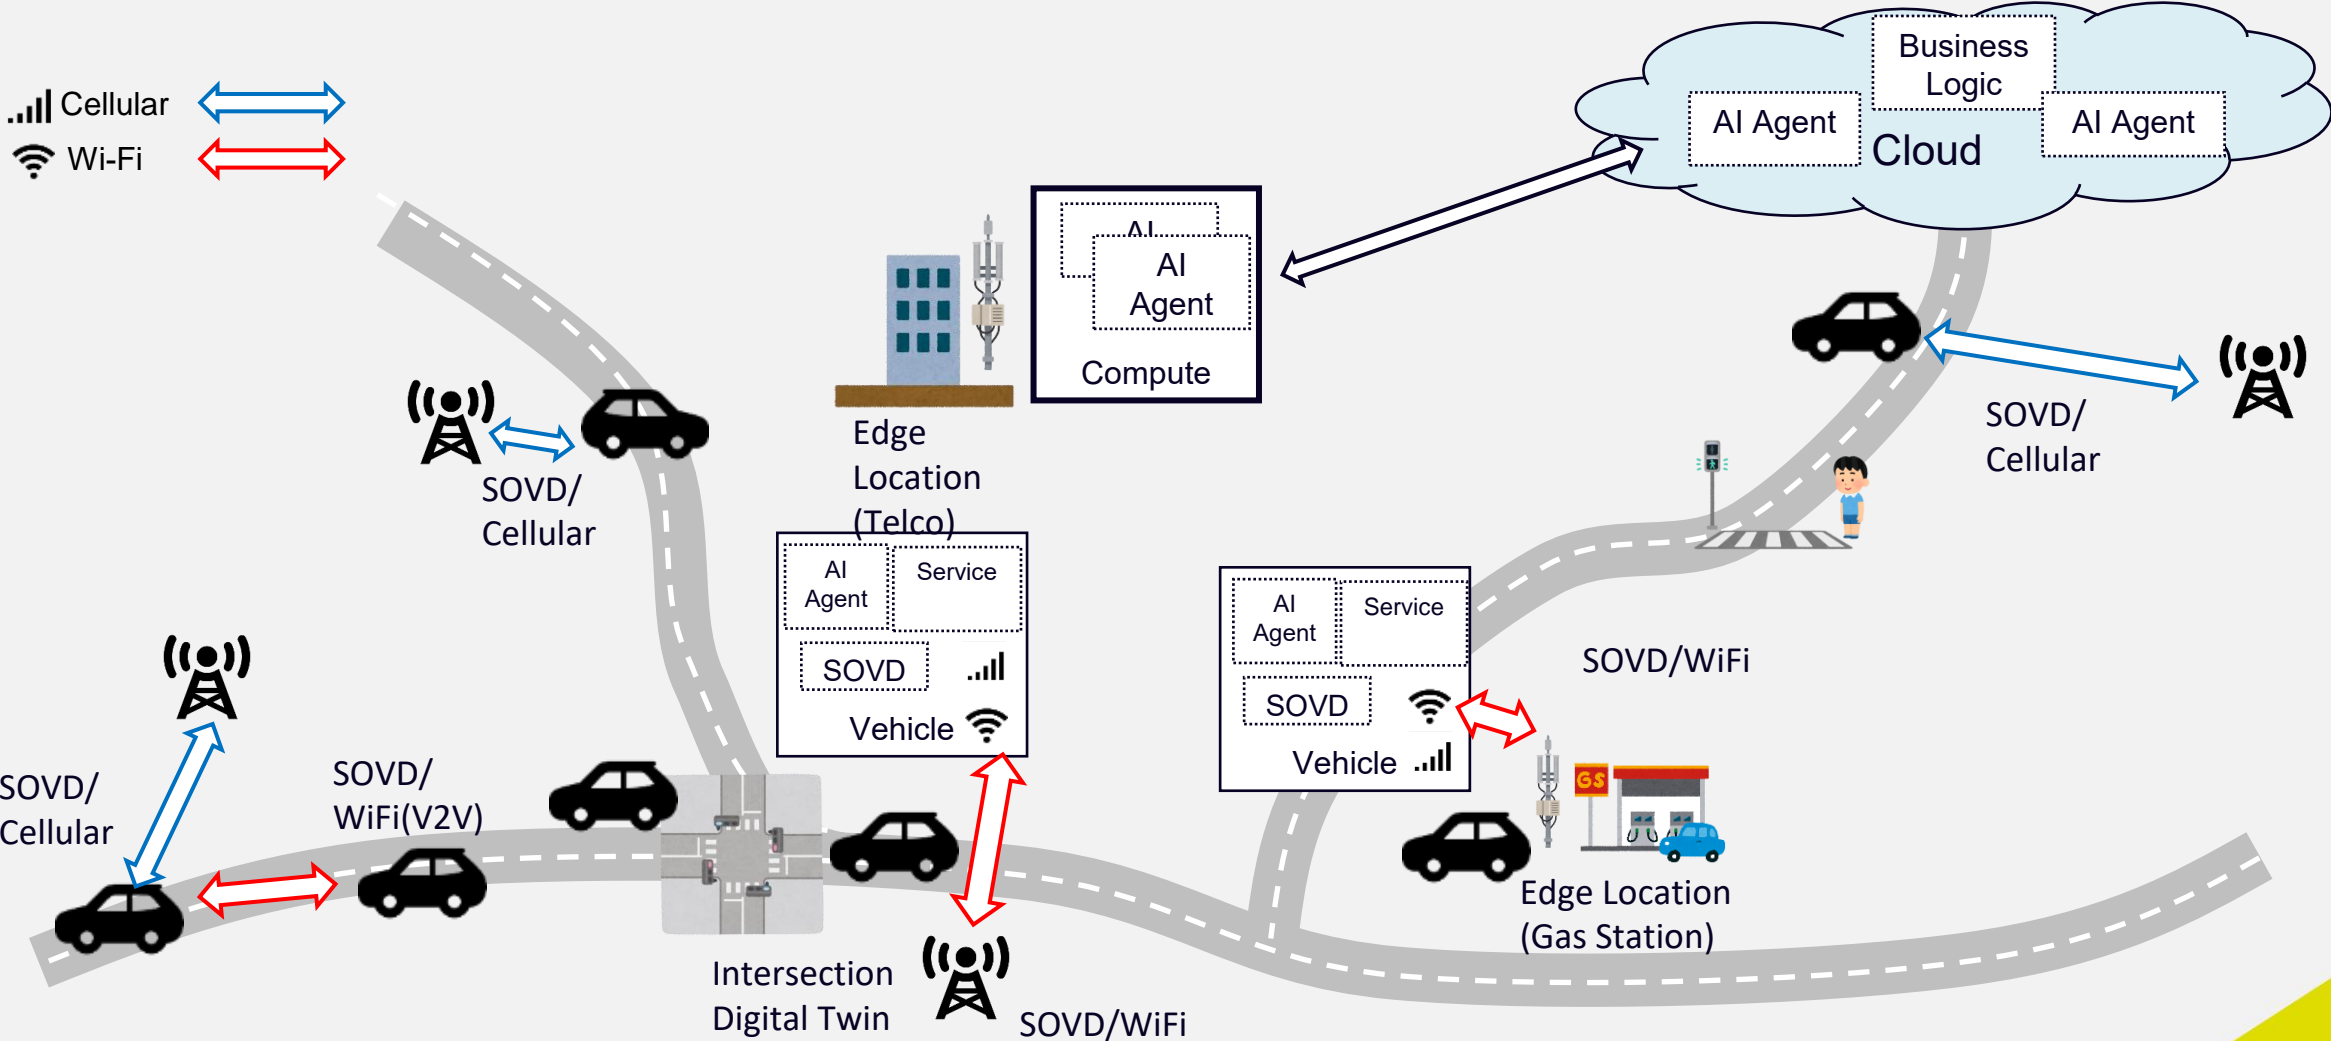 Cellular
Wi-Fi
Business
Logic
AI Agent
AI Agent
Cloud
AI
AI
Agent
Compute
Edge
Location
(Telco)
SOVD/
Cellular
SOVD/
Cellular
AI
Agent
Service
SOVD
Vehicle
AI
Agent
Service
SOVD
Vehicle
SOVD/WiFi
SOVD/
Cellular
SOVD/
WiFi(V2V)
GS
Edge Location
(Gas Station)
Intersection
Digital Twin
SOVD/WiFi